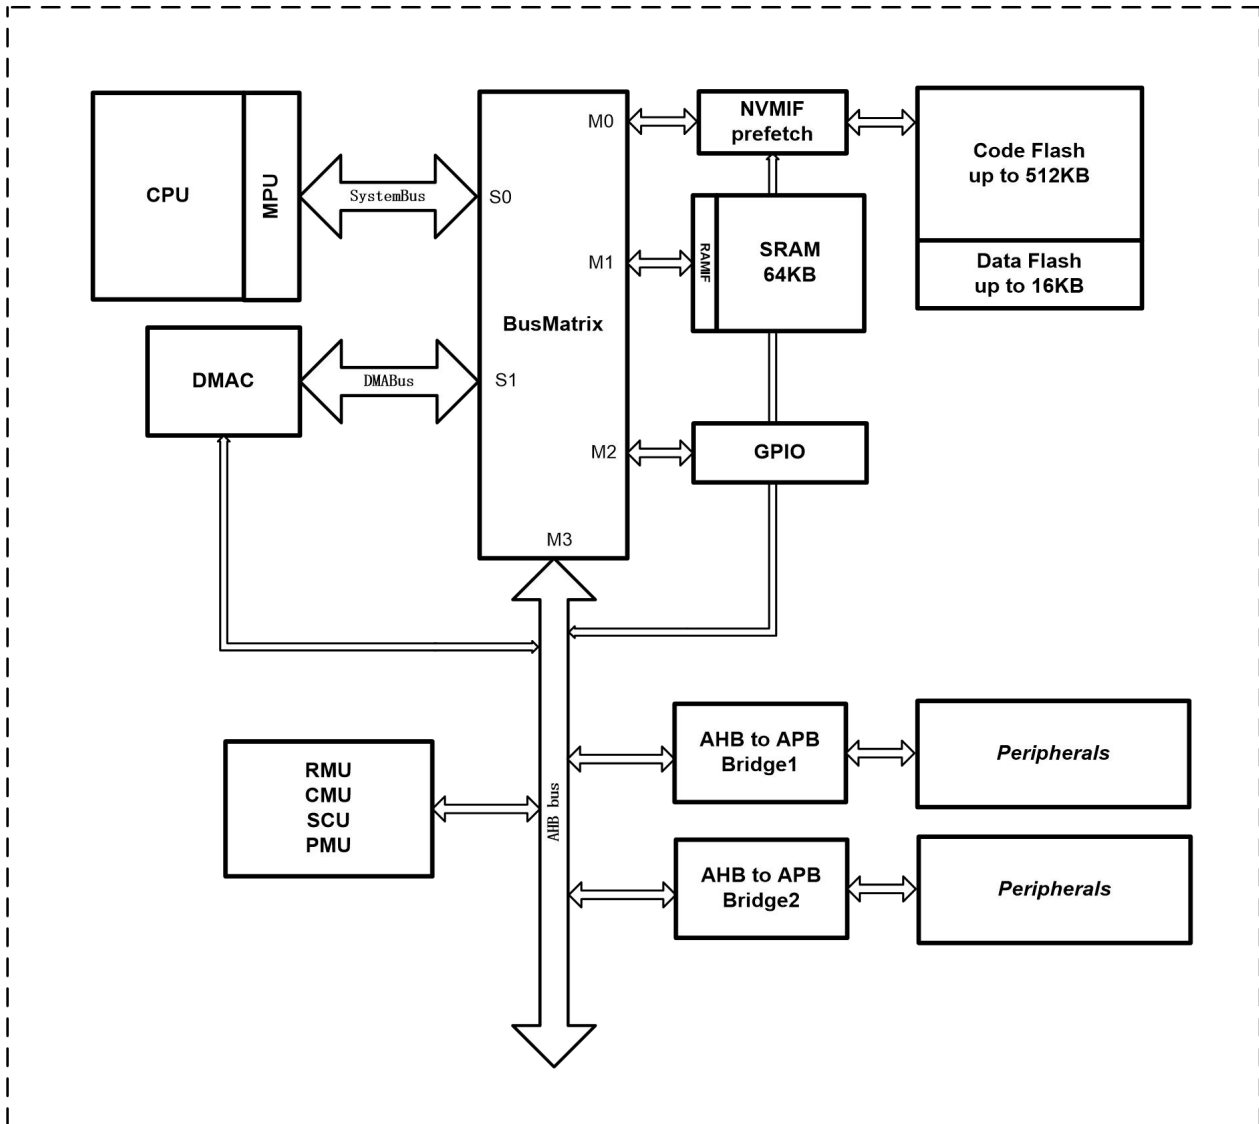 CPU
MPU
SystemBus
S0
M0
NVMIF
prefetch
Code Flash
up to 512KB
Data Flash
up to 16KB
M1
RAMIF
SRAM
64KB
BusMatrix
DMAC
DMABus
S1
M2
GPIO
M3
AHB bus
RMU
CMU
SCU
PMU
AHB to APB
Bridge1
Peripherals
AHB to APB
Bridge2
Peripherals